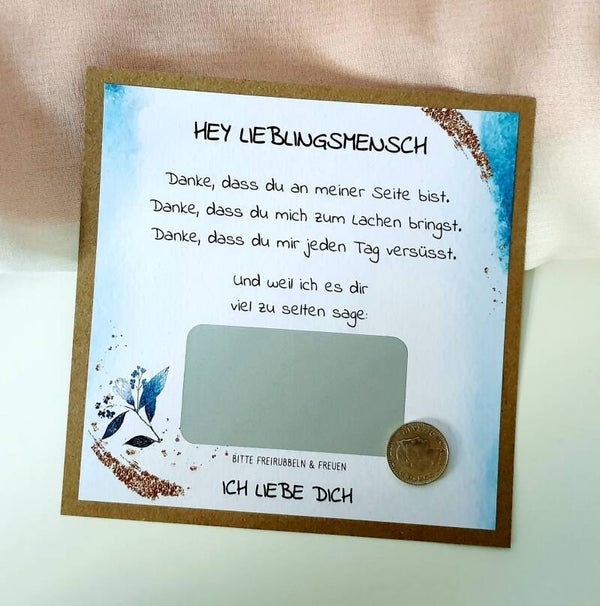 HEY LIEBLINGSMENSCH
Danke, dass du an meiner Seite bist.
Danke, dass du mich zum Lachen bringst.
Danke, dass du mir jeden Tag versüsst.
Und weil ich es dir
viel zu selten sage:
BITTE FREIRUBBELN & FREUEN
ICH LIEBE DICH